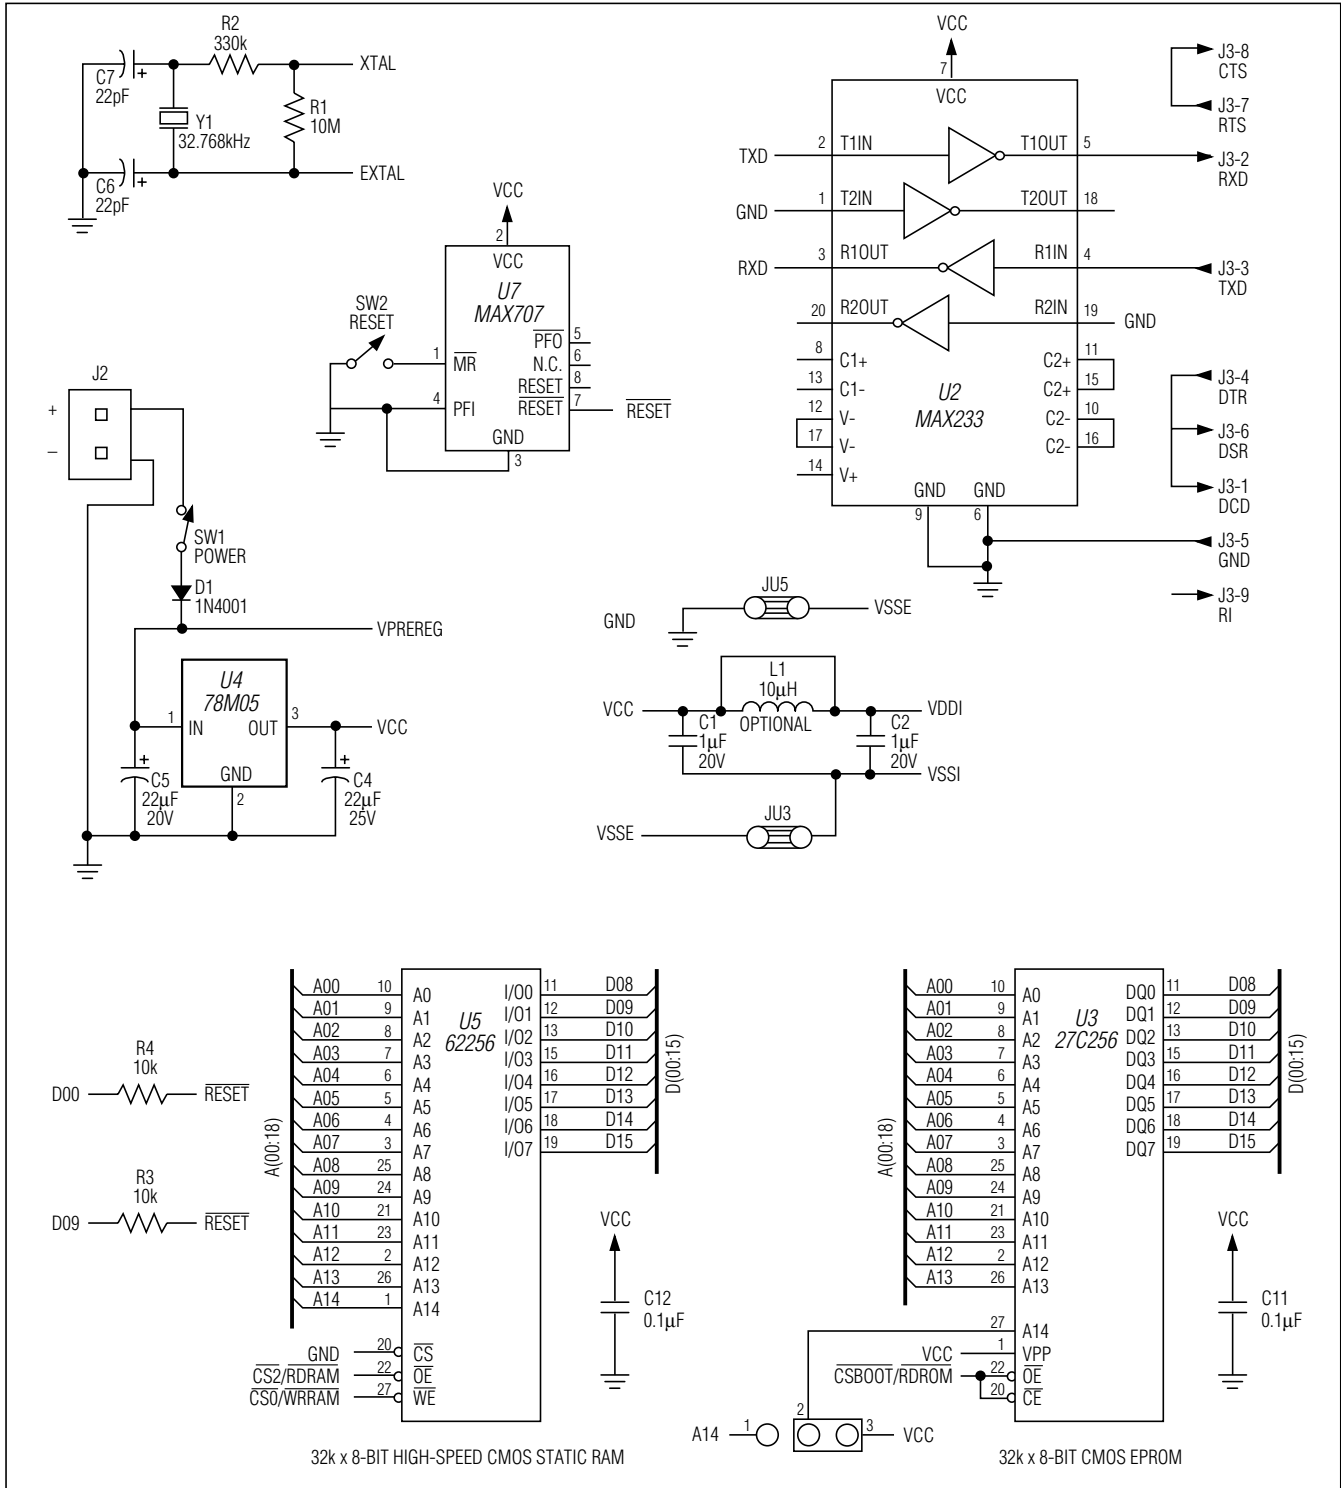 R2
330k
XTAL
C7
22pF
+
R1
10M
Y1
32.768kHz
EXTAL
C6
22pF
+
VCC
7
VCC
J3-8
CTS
J3-7
RTS
TXD
2
T1IN
T1OUT
5
J3-2
RXD
GND
1
T2IN
T2OUT
18
RXD
3
R1OUT
R1IN
4
J3-3
TXD
20
R2OUT
R2IN
19
GND
8
C1+
C2+
11
13
C1-
C2+
15
12
V-
C2-
10
17
V-
C2-
16
14
V+
U2
MAX233
GND
GND
9
6
J3-4
DTR
J3-6
DSR
J3-1
DCD
J3-5
GND
J3-9
RI
VCC
2
VCC
U7
MAX707
SW2
RESET
1
MR
4
PFI
PFO
5
N.C.
6
RESET
8
RESET
7
RESET
GND
3
J2
+
–
SW1
POWER
D1
1N4001
VPREREG
U4
78M05
1
IN
OUT
3
VCC
GND
2
+
C5
22µF
20V
+
C4
22µF
25V
GND
JU5
VSSE
L1
10µH
OPTIONAL
VCC
C1
1µF
20V
C2
1µF
20V
VDDI
VSSI
VSSE
JU3
R4
10k
D00
RESET
R3
10k
D09
RESET
A(00:18)
A00 10 A0
A01 9 A1
A02 8 A2
A03 7 A3
A04 6 A4
A05 5 A5
A06 4 A6
A07 3 A7
A08 25 A8
A09 24 A9
A10 21 A10
A11 23 A11
A12 2 A12
A13 26 A13
A14 1 A14
GND 20 CS
CS2/RDRAM 22 OE
CS0/WRRAM 27 WE
U5
62256
I/O0 11 D08
I/O1 12 D09
I/O2 13 D10
I/O3 15 D11
I/O4 16 D12
I/O5 17 D13
I/O6 18 D14
I/O7 19 D15
D(00:15)
VCC
C12
0.1µF
32k x 8-BIT HIGH-SPEED CMOS STATIC RAM
A(00:18)
A00 10 A0
A01 9 A1
A02 8 A2
A03 7 A3
A04 6 A4
A05 5 A5
A06 4 A6
A07 3 A7
A08 25 A8
A09 24 A9
A10 21 A10
A11 23 A11
A12 2 A12
A13 26 A13
27 A14
VCC 1 VPP
CSBOOT/RDROM 22 OE
20 CE
U3
27C256
DQ0 11 D08
DQ1 12 D09
DQ2 13 D10
DQ3 15 D11
DQ4 16 D12
DQ5 17 D13
DQ6 18 D14
DQ7 19 D15
D(00:15)
VCC
C11
0.1µF
2
A14 1
3 VCC
32k x 8-BIT CMOS EPROM